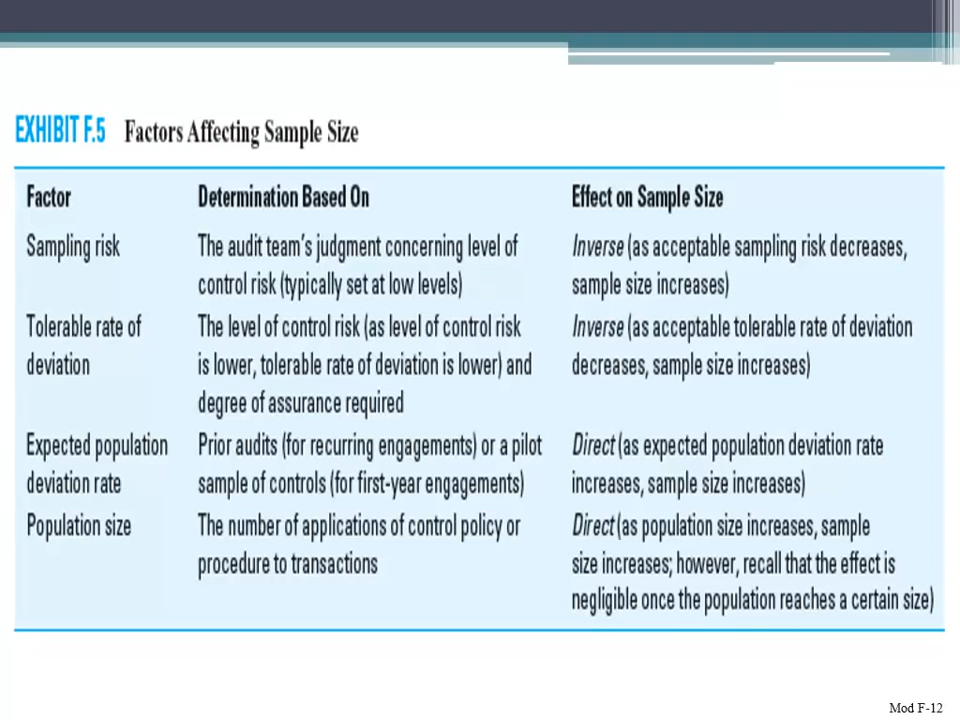 EXHIBIT F.5 Factors Affecting Sample Size
Factor Determination Based On Effect on Sample Size
Sampling risk The audit team's judgment concerning level of Inverse (as acceptable sampling risk decreases,
control risk (typically set at low levels) sample size increases)
Tolerable rate of The level of control risk (as level of control risk Inverse (as acceptable tolerable rate of deviation
deviation is lower, tolerable rate of deviation is lower) and decreases, sample size increases)
degree of assurance required
Expected population Prior audits (for recurring engagements) or a pilot Direct (as expected population deviation rate
deviation rate sample of controls (for first-year engagements) increases, sample size increases)
Population size The number of applications of control policy or Direct (as population size increases, sample
procedure to transactions size increases; however, recall that the effect is
negligible once the population reaches a certain size)
Mod F-12